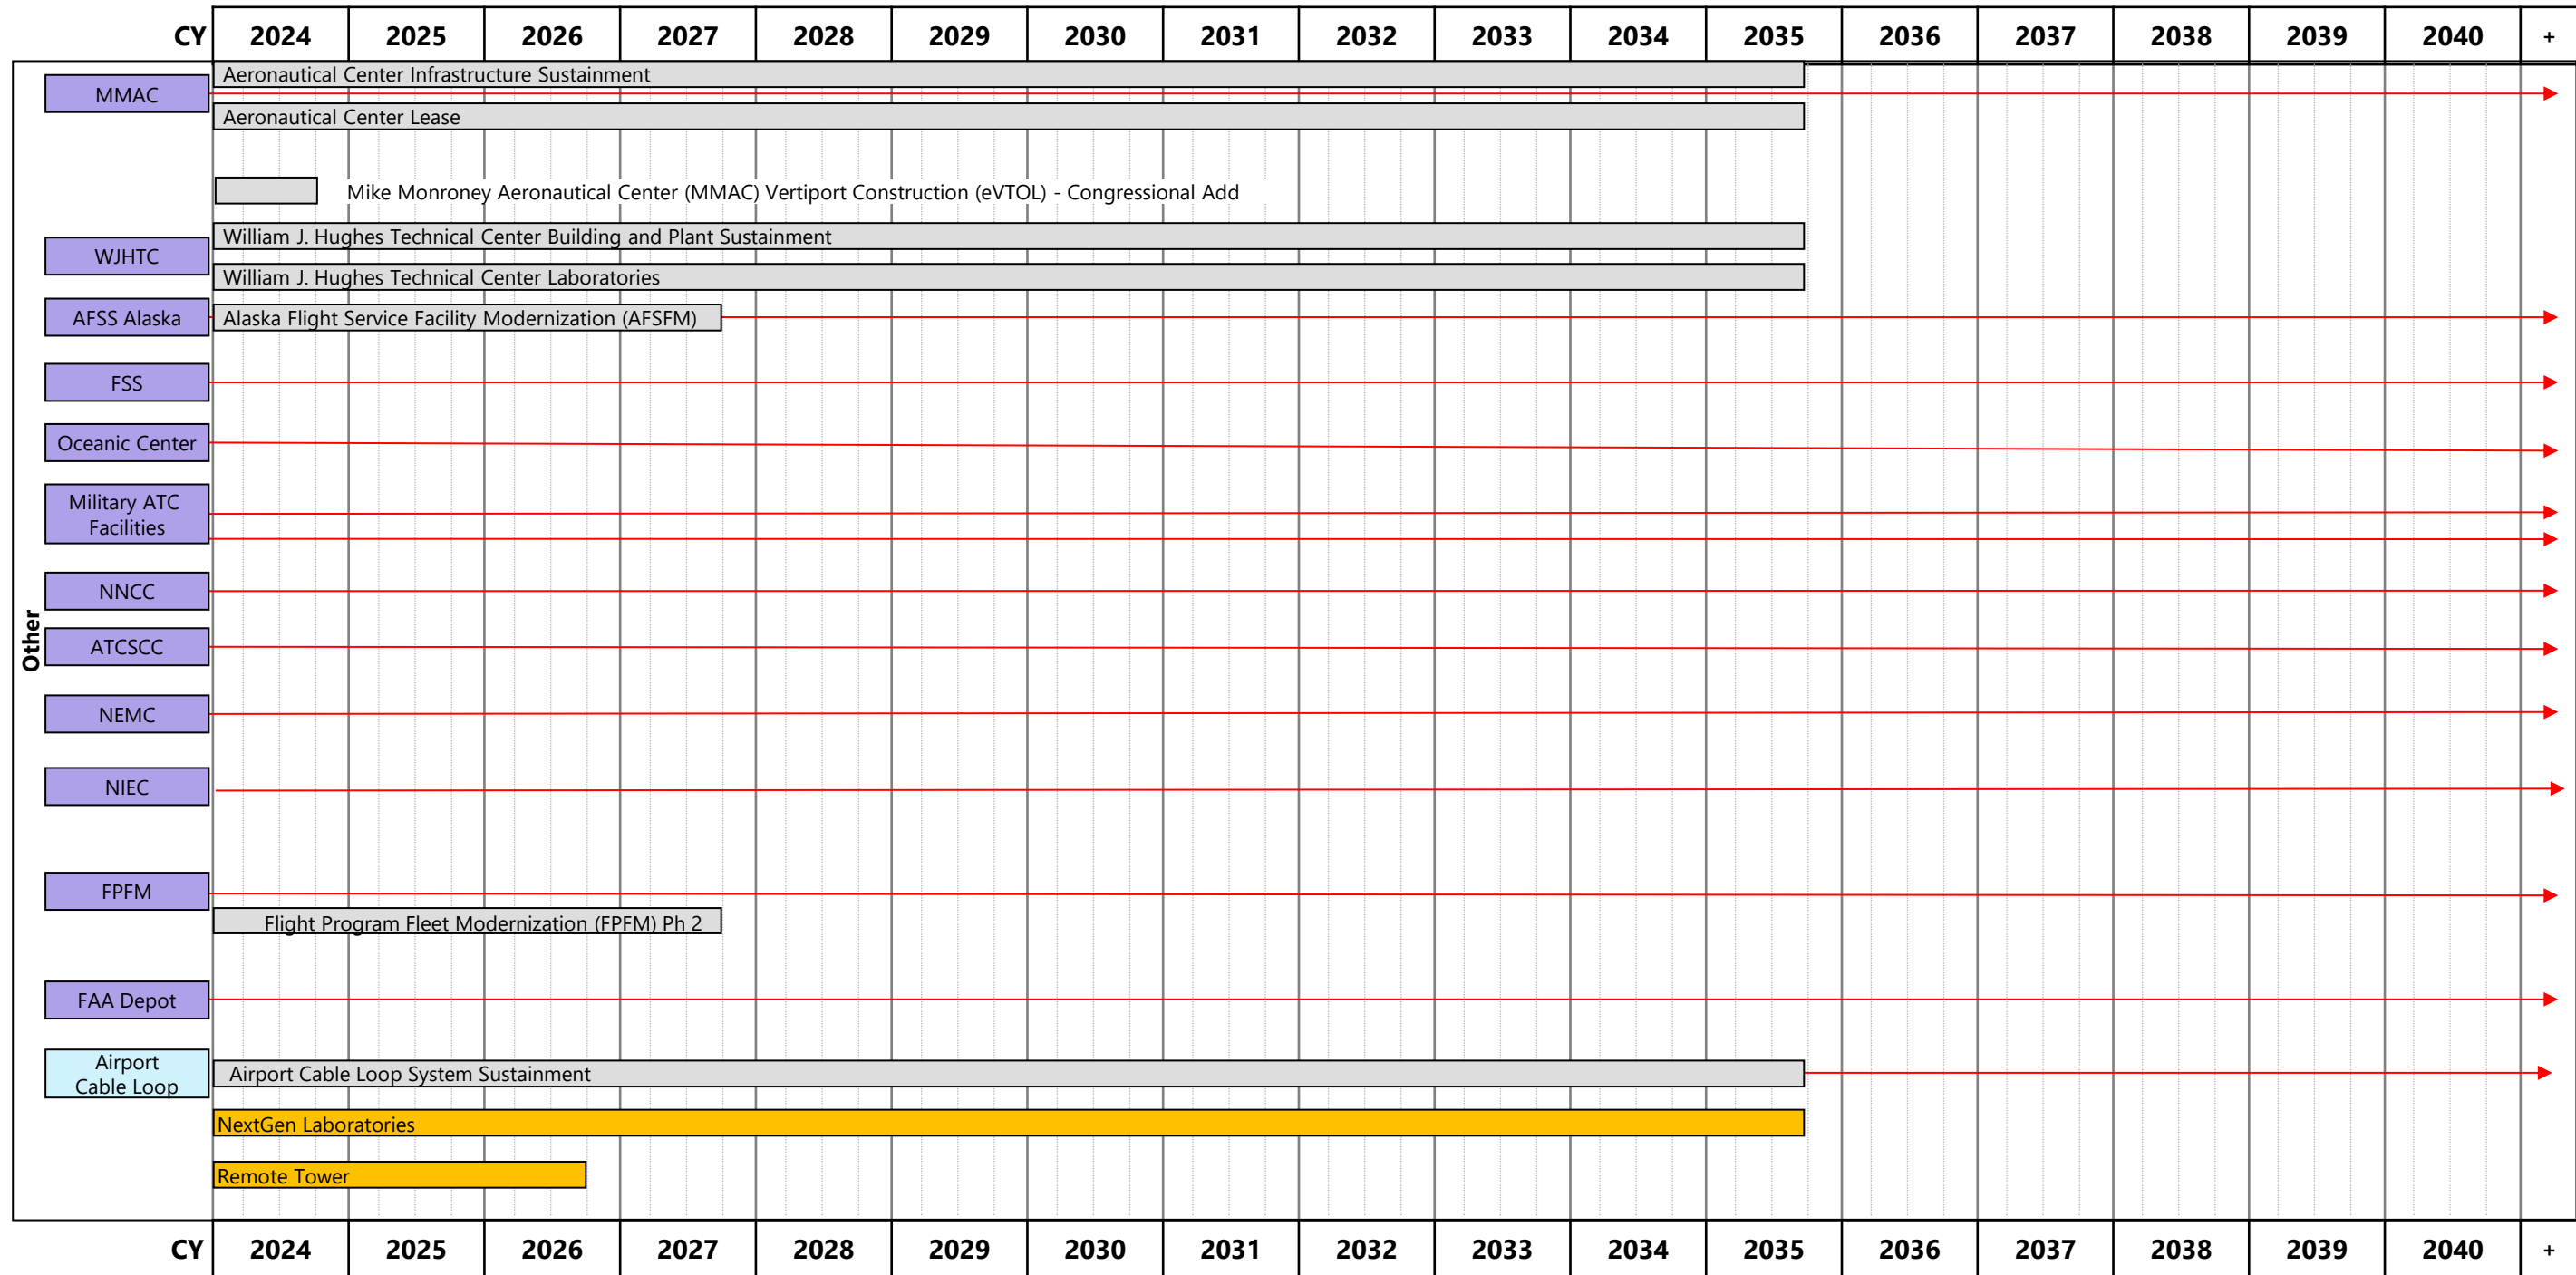 CY 2024 2025 2026 2027 2028 2029 2030 2031 2032 2033 2034 2035 2036 2037 2038 2039 2040 +
Other
MMAC
Aeronautical Center Infrastructure Sustainment
Aeronautical Center Lease
Mike Monroney Aeronautical Center (MMAC) Vertiport Construction (eVTOL) - Congressional Add
WJHTC
William J. Hughes Technical Center Building and Plant Sustainment
William J. Hughes Technical Center Laboratories
AFSS Alaska
Alaska Flight Service Facility Modernization (AFSFM)
FSS
Oceanic Center
Military ATC
Facilities
NNCC
ATCSCC
NEMC
NIEC
FPFM
Flight Program Fleet Modernization (FPFM) Ph 2
FAA Depot
Airport
Cable Loop
Airport Cable Loop System Sustainment
NextGen Laboratories
Remote Tower
CY 2024 2025 2026 2027 2028 2029 2030 2031 2032 2033 2034 2035 2036 2037 2038 2039 2040 +